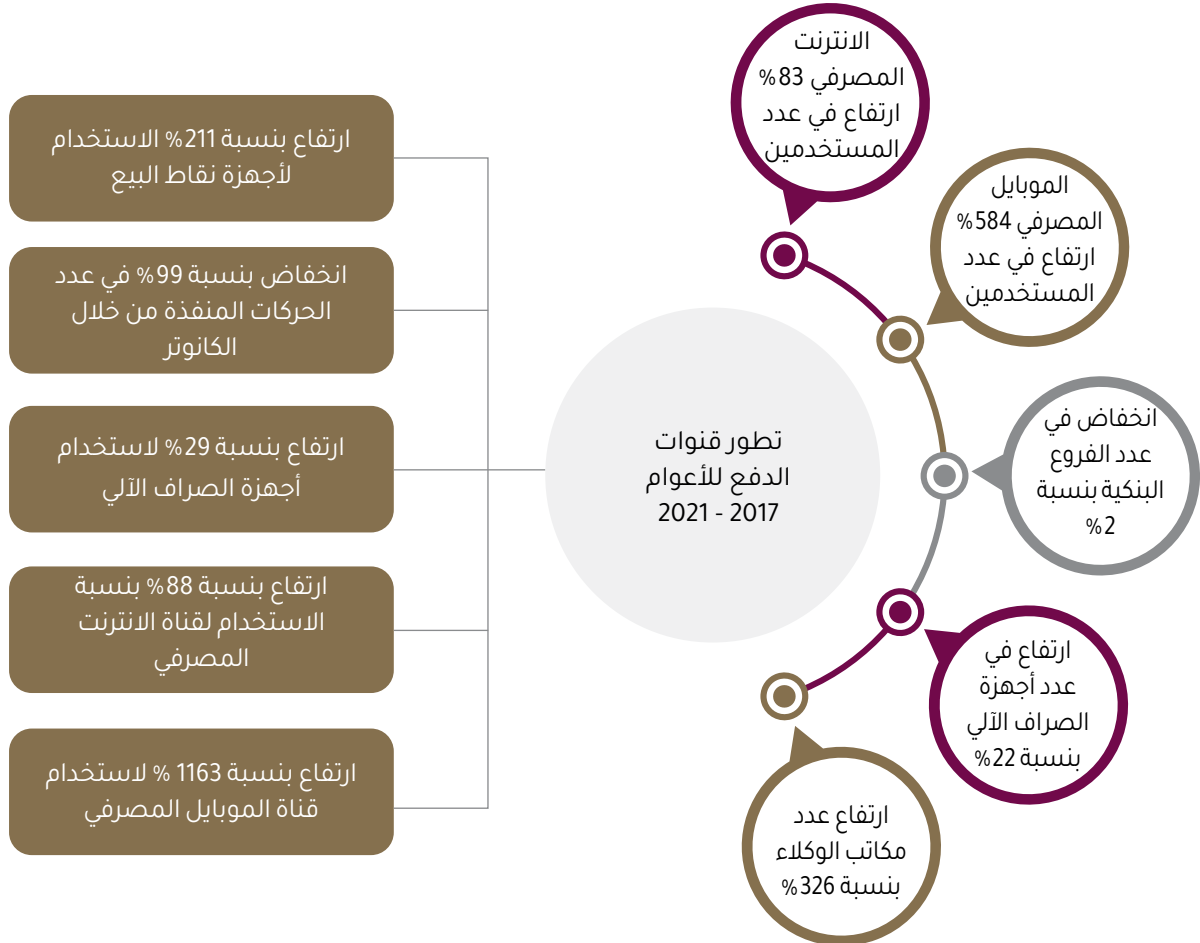 الانترنت
المصرفي 83%
ارتفاع في عدد
المستخدمين
الموبايل
المصرفي 584%
ارتفاع في عدد
المستخدمين
انخفاض في
عدد الفروع
البنكية بنسبة
2%
ارتفاع في
عدد أجهزة
الصراف الآلي
بنسبة 22%
ارتفاع عدد
مكاتب الوكلاء
بنسبة 326%
تطور قنوات
الدفع للأعوام
2017 - 2021
ارتفاع بنسبة 211% الاستخدام
لأجهزة نقاط البيع
انخفاض بنسبة 99% في عدد
الحركات المنفذة من خلال
الكانوتر
ارتفاع بنسبة 29% لاستخدام
أجهزة الصراف الآلي
ارتفاع بنسبة 88% بنسبة
الاستخدام لقناة الانترنت
المصرفي
ارتفاع بنسبة 1163 % لاستخدام
قناة الموبايل المصرفي